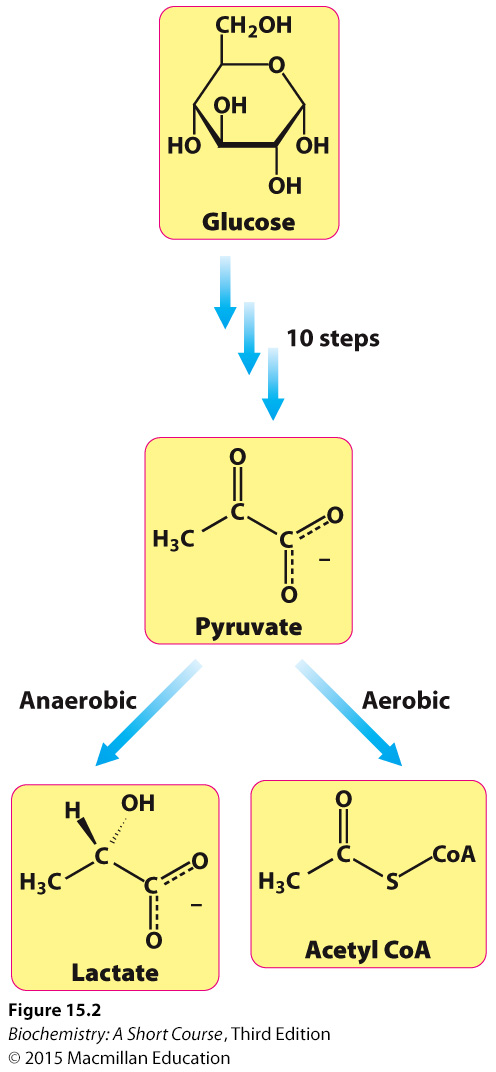 CH2OH
O
OH
HO
OH
OH
Glucose
10 steps
O
C
O
H3C
C
–
O
Pyruvate
Anaerobic
Aerobic
H
OH
C
O
H3C
C
–
O
Lactate
O
C
CoA
H3C
S
Acetyl CoA
Figure 15.2
Biochemistry: A Short Course, Third Edition
© 2015 Macmillan Education